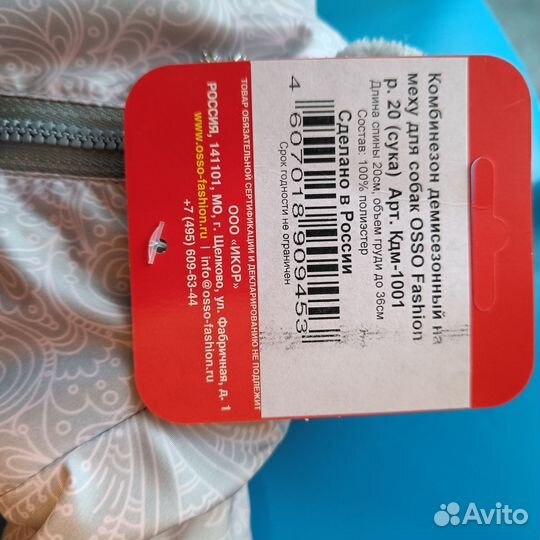 Комбинезон демисезонный на
меху для собак OSSO Fashion
р. 20 (сука) Арт. Кдм-1001
Длина спины 20см, объем груди до 36см
Состав: 100% полиэстер
4 607018 909453
Сделано в России
Срок годности не ограничен
ТОВАР ОБЯЗАТЕЛЬНОЙ СЕРТИФИКАЦИИ И ДЕКЛАРИРОВАНИЮ НЕ ПОДЛЕЖИТ
ООО «ИКОР»
РОССИЯ, 141101, МО, г. Щелково, ул. Фабричная, д. 1
www.osso-fashion.ru | info@osso-fashion.ru
+7 (495) 609-63-44
Avito